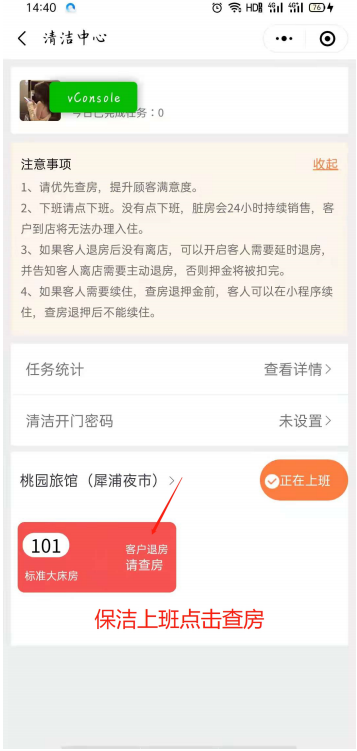 14:40
HD
4G
4G
76
清洁中心
vConsole
今日已完成任务：0
注意事项
收起
1、请优先查房，提升顾客满意度。
2、下班请点下班。没有点下班，脏房会24小时持续销售，客
户到店将无法办理入住。
3、如果客人退房后没有离店，可以开启客人需要延时退房，
并告知客人离店需要主动退房，否则押金将被扣完。
4、如果客人需要续住，查房退押金前，客人可以在小程序续
住，查房退押后不能续住。
任务统计
查看详情
清洁开门密码
未设置
桃园旅馆（犀浦夜市）
正在上班
101
客户退房
请查房
标准大床房
保洁上班点击查房